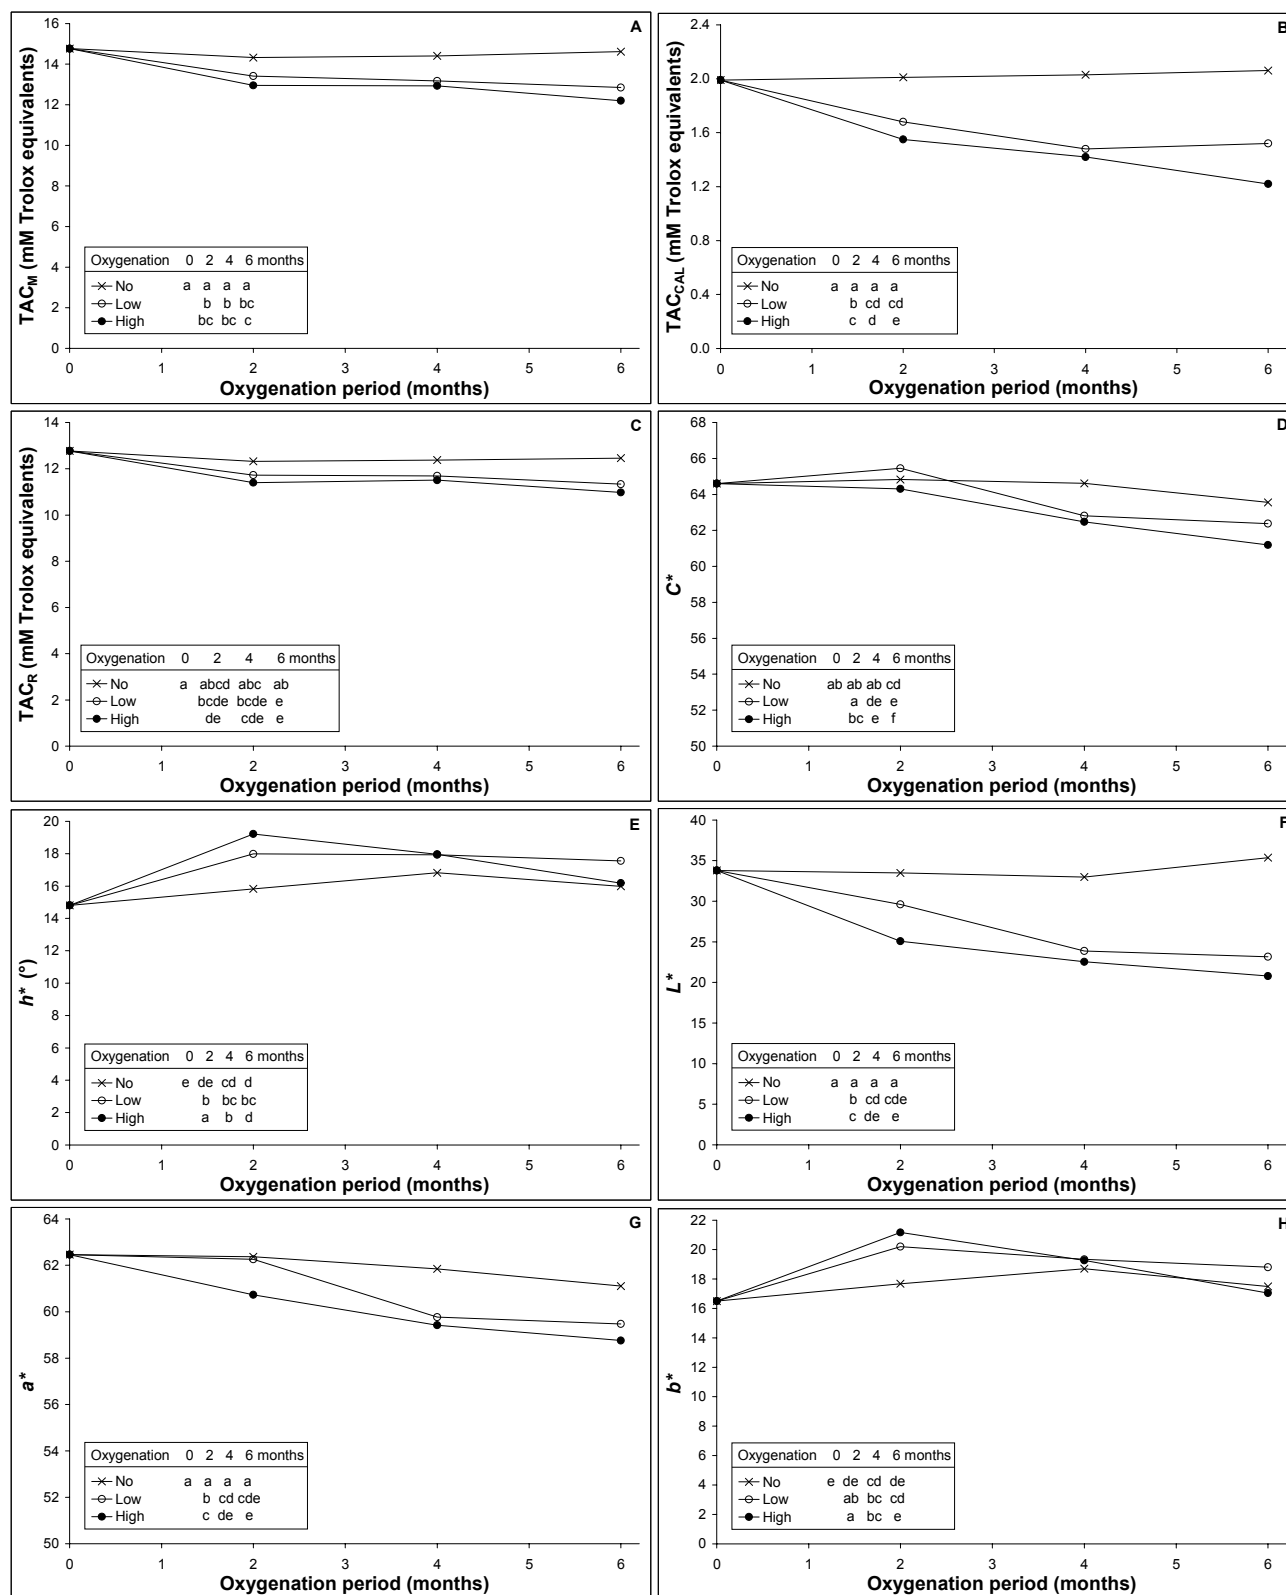 A
TAC_M (mM Trolox equivalents)
16
14
12
10
8
6
4
2
0
Oxygenation 0 2 4 6 months
No a a a a
Low b b bc
High bc bc c
0 1 2 3 4 5 6
Oxygenation period (months)
B
TAC_CAL (mM Trolox equivalents)
2.4
2.0
1.6
1.2
0.8
0.4
0.0
Oxygenation 0 2 4 6 months
No a a a a
Low b cd cd
High c d e
0 1 2 3 4 5 6
Oxygenation period (months)
C
TAC_R (mM Trolox equivalents)
14
12
10
8
6
4
2
0
Oxygenation 0 2 4 6 months
No a abcd abc ab
Low bcde bcde e
High de cde e
0 1 2 3 4 5 6
Oxygenation period (months)
D
C*
68
66
64
62
60
58
56
54
52
50
Oxygenation 0 2 4 6 months
No ab ab ab cd
Low a de e
High bc e f
0 1 2 3 4 5 6
Oxygenation period (months)
E
h* (°)
20
18
16
14
12
10
8
6
4
2
0
Oxygenation 0 2 4 6 months
No e de cd d
Low b bc bc
High a b d
0 1 2 3 4 5 6
Oxygenation period (months)
F
L*
40
35
30
25
20
15
10
5
0
Oxygenation 0 2 4 6 months
No a a a a
Low b cd cde
High c de e
0 1 2 3 4 5 6
Oxygenation period (months)
G
a*
64
62
60
58
56
54
52
50
Oxygenation 0 2 4 6 months
No a a a a
Low b cd cde
High c de e
0 1 2 3 4 5 6
Oxygenation period (months)
H
b*
22
20
18
16
14
12
10
8
6
4
2
0
Oxygenation 0 2 4 6 months
No e de cd de
Low ab bc cd
High a bc e
0 1 2 3 4 5 6
Oxygenation period (months)